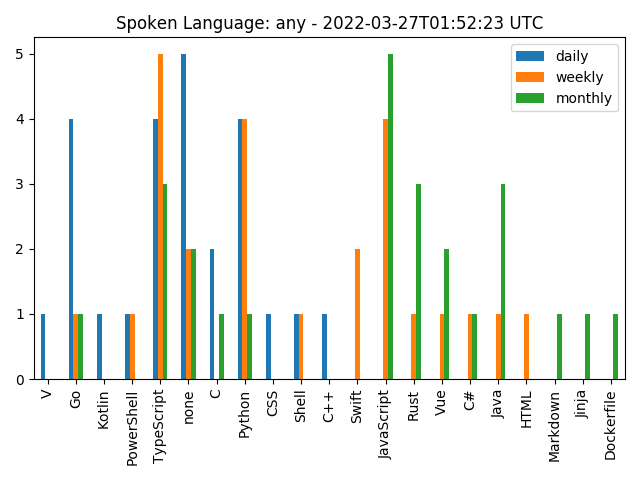 Spoken Language: any - 2022-03-27T01:52:23 UTC
daily
weekly
monthly
5
4
3
2
1
0
V
Go
Kotlin
PowerShell
TypeScript
none
C
Python
CSS
Shell
C++
Swift
JavaScript
Rust
Vue
C#
Java
HTML
Markdown
Jinja
Dockerfile